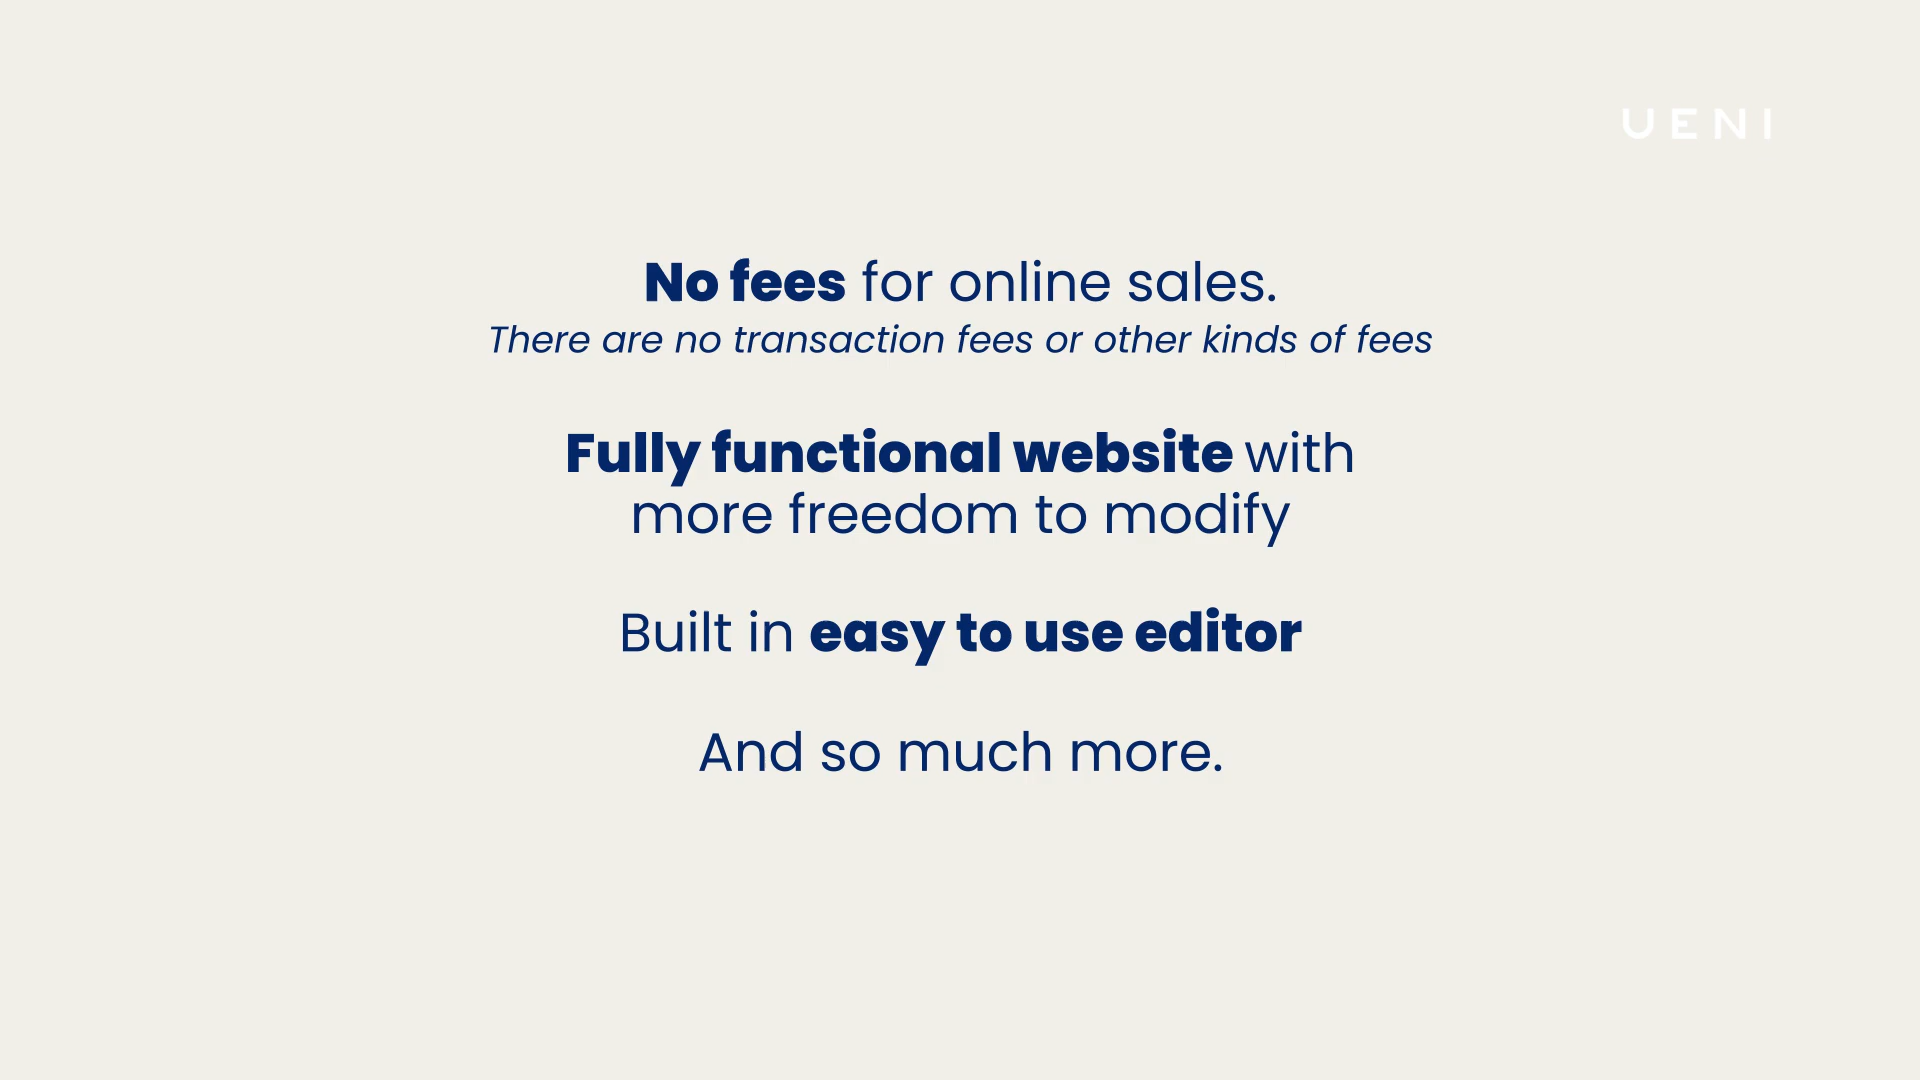 UENI
No fees for online sales.
There are no transaction fees or other kinds of fees
Fully functional website with
more freedom to modify
Built in easy to use editor
And so much more.